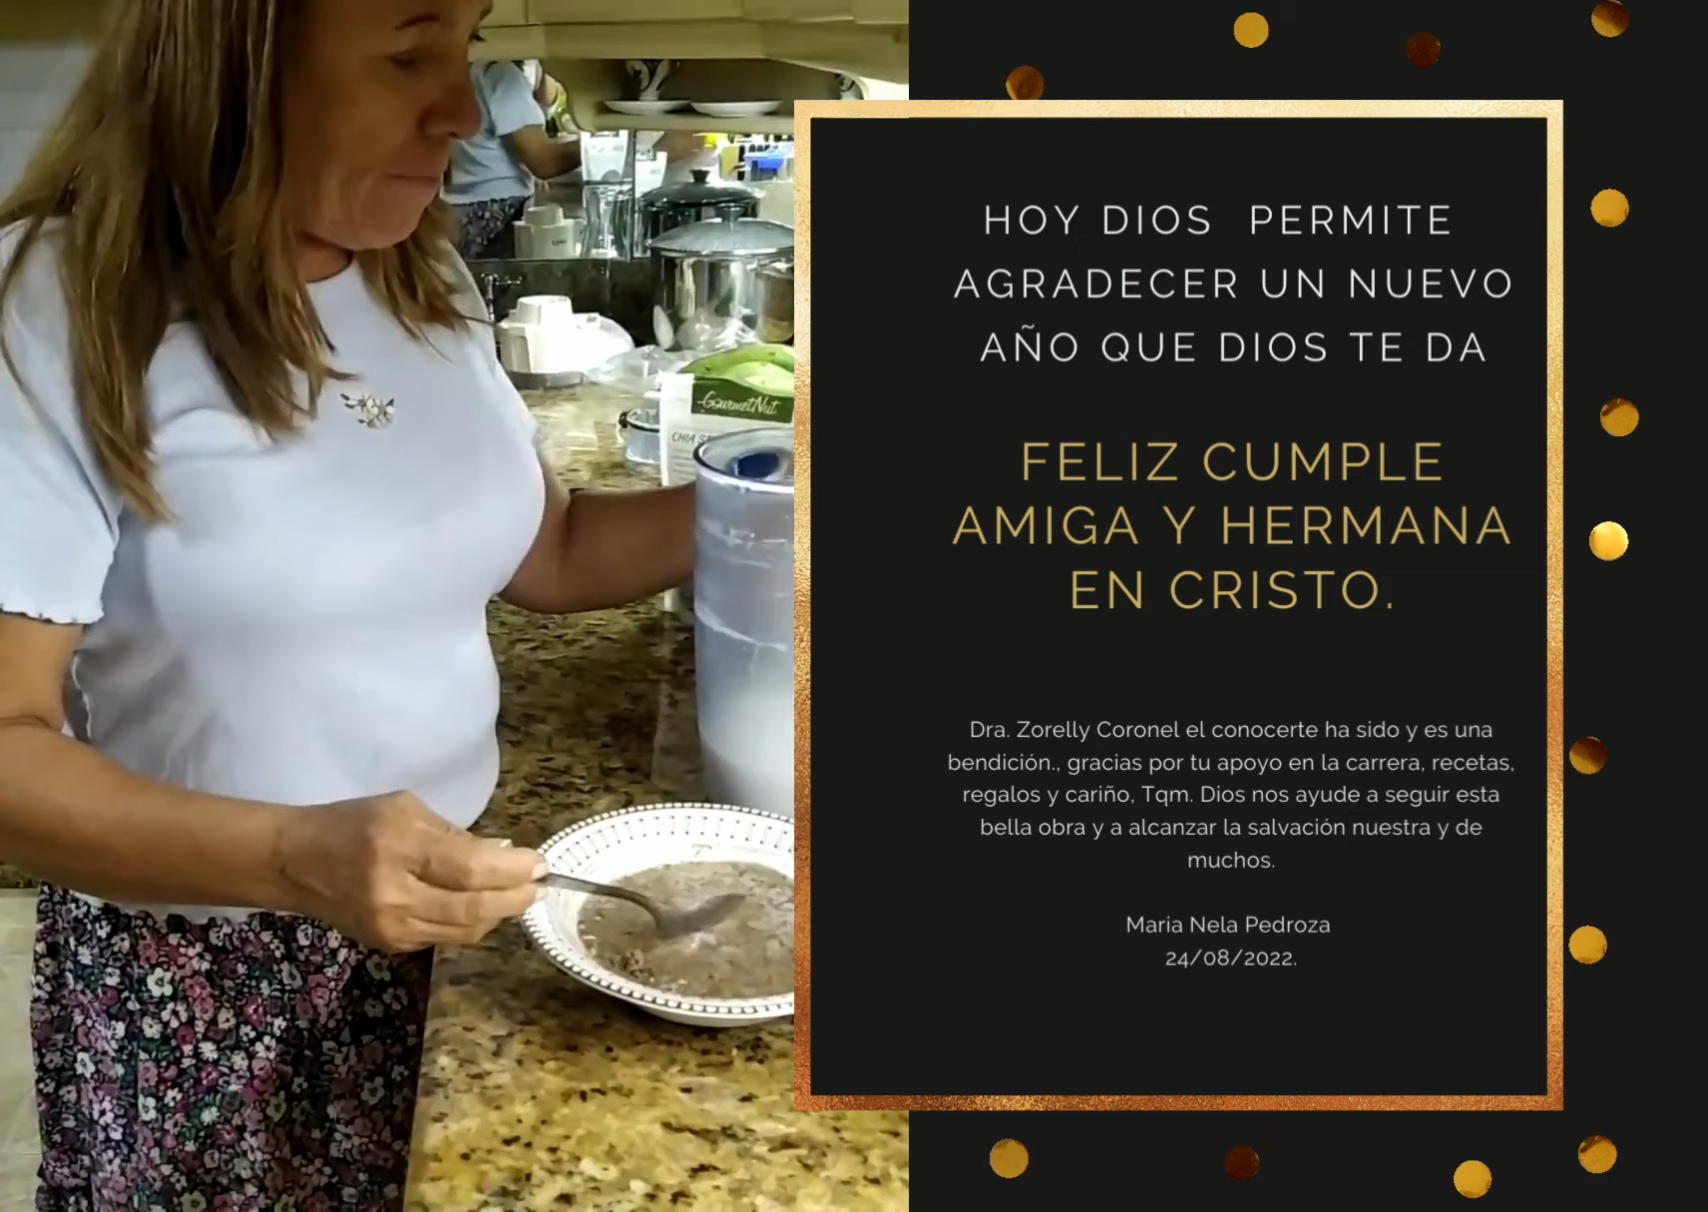 HOY DIOS PERMITE
AGRADECER UN NUEVO
AÑO QUE DIOS TE DA
FELIZ CUMPLE
AMIGA Y HERMANA
EN CRISTO.
Dra. Zorelly Coronel el conocerte ha sido y es una
bendición., gracias por tu apoyo en la carrera, recetas,
regalos y cariño, Tqm. Dios nos ayude a seguir esta
bella obra y a alcanzar la salvación nuestra y de
muchos.
Maria Nela Pedroza
24/08/2022.
GourmetNut
CHIA